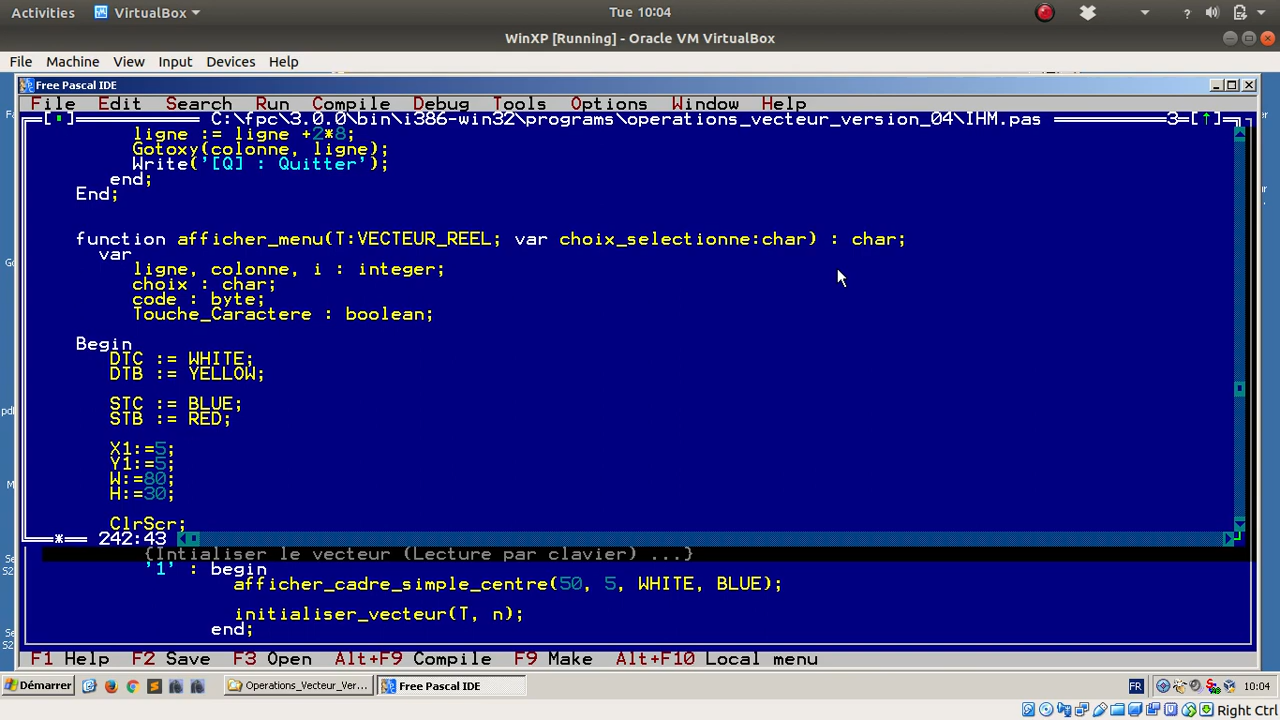 Activities VirtualBox Tue 10:04 ?
WinXP [Running] - Oracle VM VirtualBox
File Machine View Input Devices Help
Free Pascal IDE
File Edit Search Run Compile Debug Tools Options Window Help
C:\fpc\3.0.0\bin\i386-win32\programs\operations_vecteur_version_04\IHM.pas 3=[↑]
ligne := ligne +2*8;
Gotoxy(colonne, ligne);
Write('[Q] : Quitter');
end;
End;
function afficher_menu(T:VECTEUR_REEL; var choix_selectionne:char) : char;
var
ligne, colonne, i : integer;
choix : char;
code : byte;
Touche_Caractere : boolean;
Begin
DTC := WHITE;
DTB := YELLOW;
STC := BLUE;
STB := RED;
X1:=5;
Y1:=5;
W:=80;
H:=30;
ClrScr;
* 242:43
{Intialiser le vecteur (Lecture par clavier) ...}
'1' : begin
afficher_cadre_simple_centre(50, 5, WHITE, BLUE);
initialiser_vecteur(T, n);
end;
F1 Help F2 Save F3 Open Alt+F9 Compile F9 Make Alt+F10 Local menu
Démarrer Operations_Vecteur_Ver... Free Pascal IDE FR 10:04
Right Ctrl